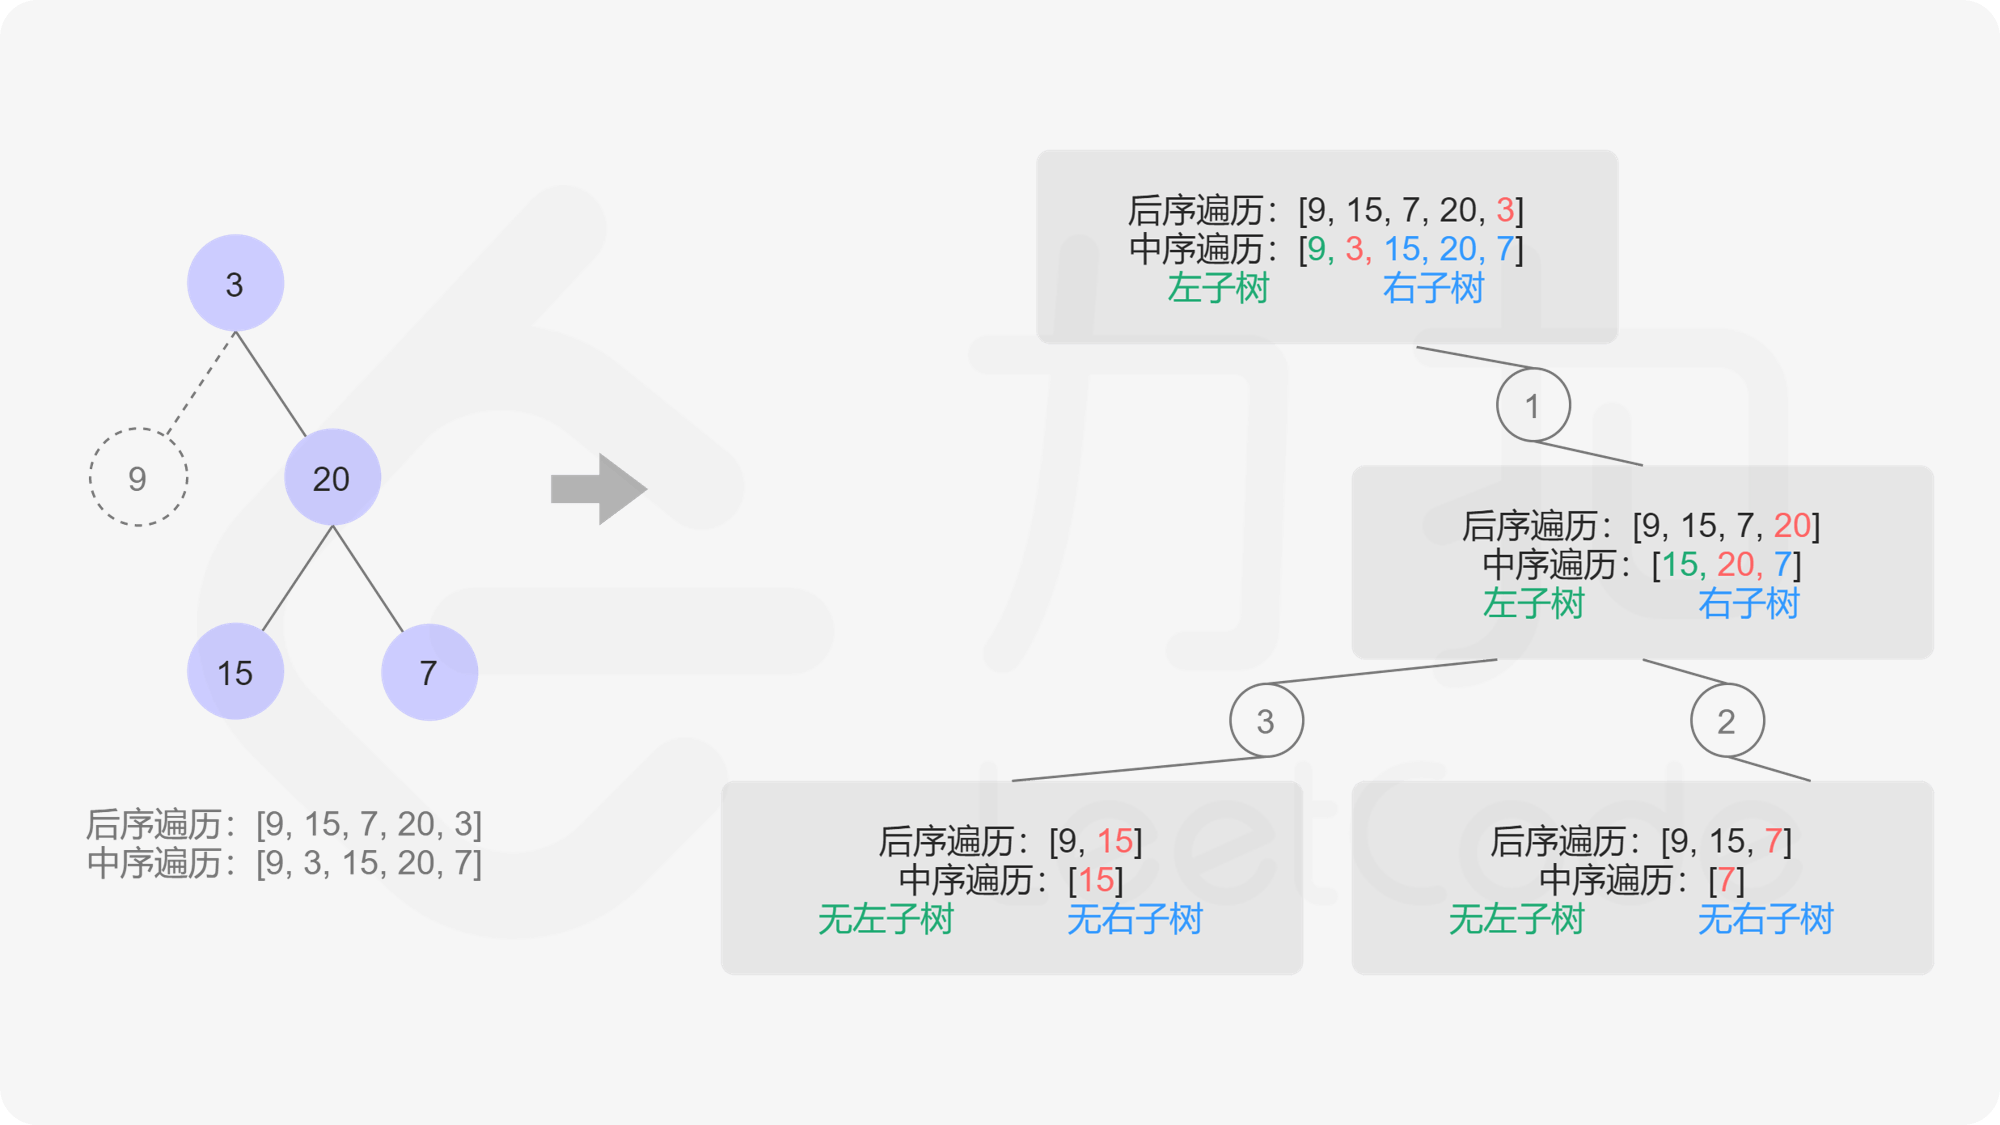 3
9
20
15
7
后序遍历：[9, 15, 7, 20, 3]
中序遍历：[9, 3, 15, 20, 7]
后序遍历：[9, 15, 7, 20, 3]
中序遍历：[9, 3, 15, 20, 7]
左子树 右子树
1
后序遍历：[9, 15, 7, 20]
中序遍历：[15, 20, 7]
左子树 右子树
3
2
后序遍历：[9, 15]
中序遍历：[15]
无左子树 无右子树
后序遍历：[9, 15, 7]
中序遍历：[7]
无左子树 无右子树
力扣
LeetCode